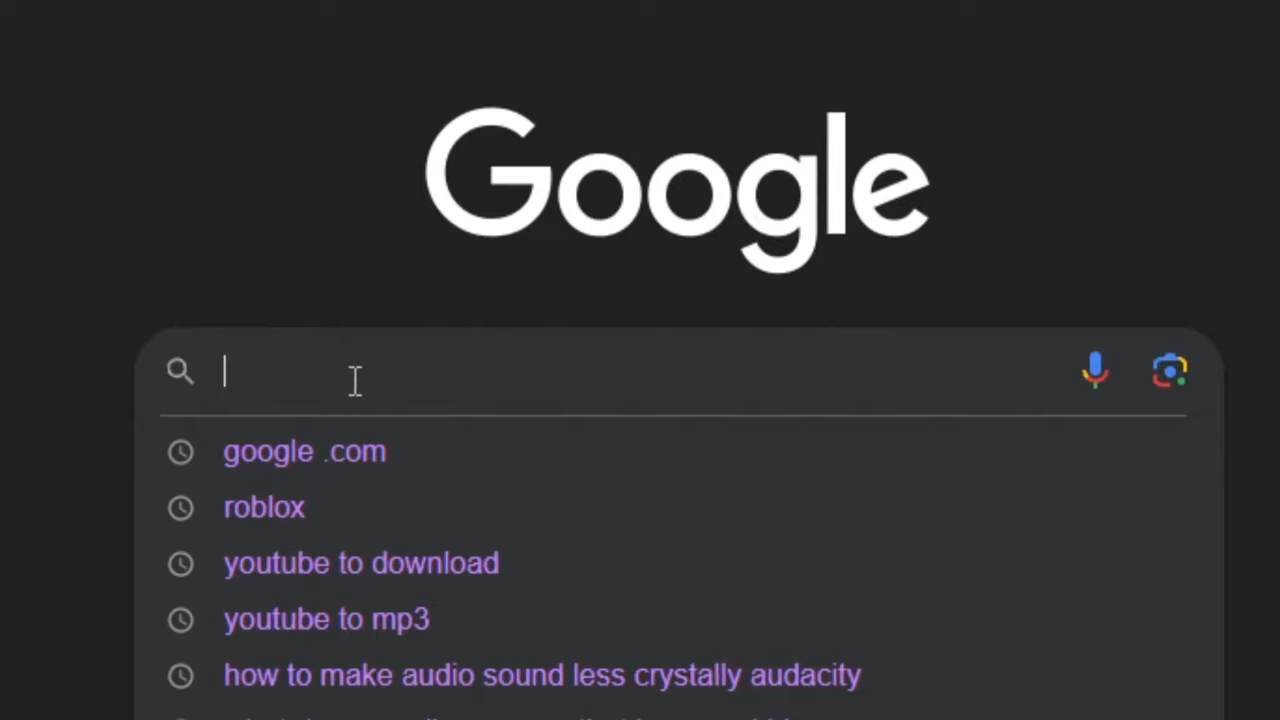 Google
google .com
roblox
youtube to download
youtube to mp3
how to make audio sound less crystally audacity